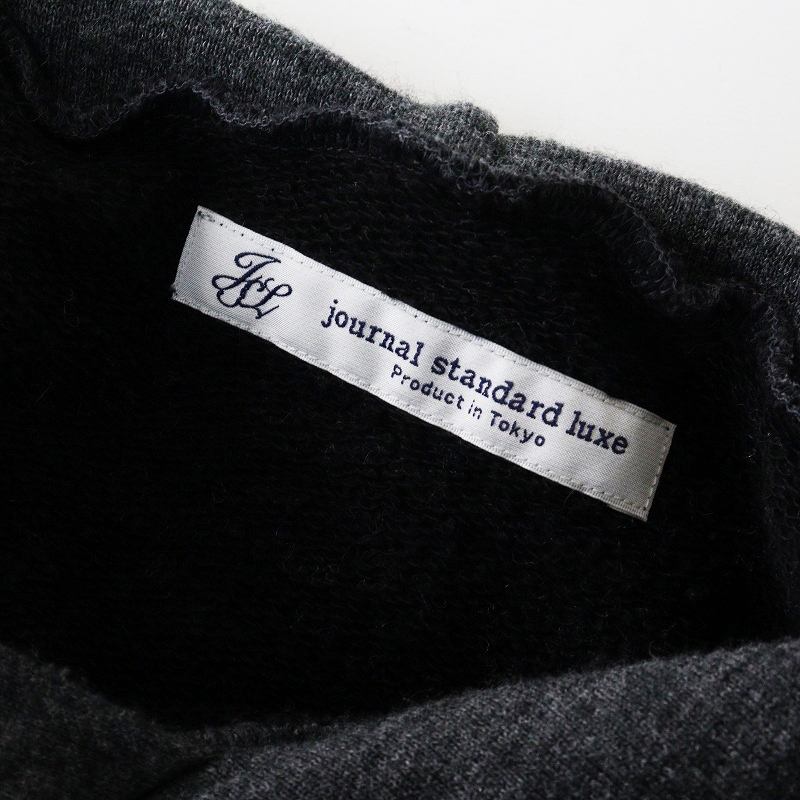 JSL
journal standard luxe
Product in Tokyo